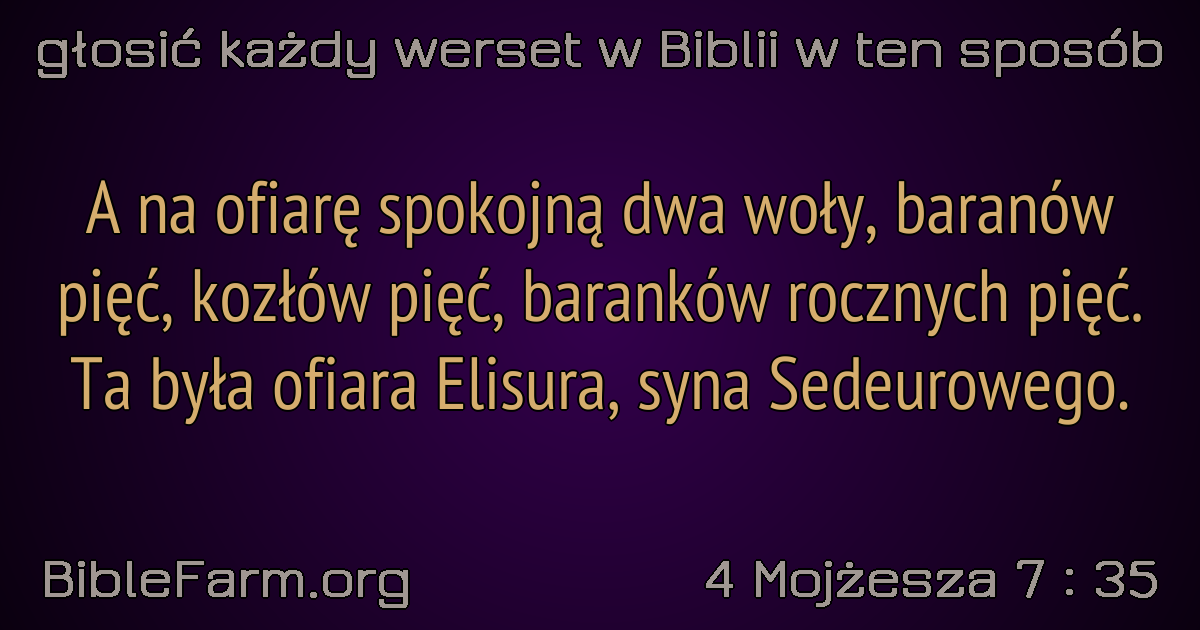 głosić każdy werset w Biblii w ten sposób
A na ofiarę spokojną dwa woły, baranów
pięć, kozłów pięć, baranków rocznych pięć.
Ta była ofiara Elisura, syna Sedeurowego.
BibleFarm.org
4 Mojżesza 7 : 35